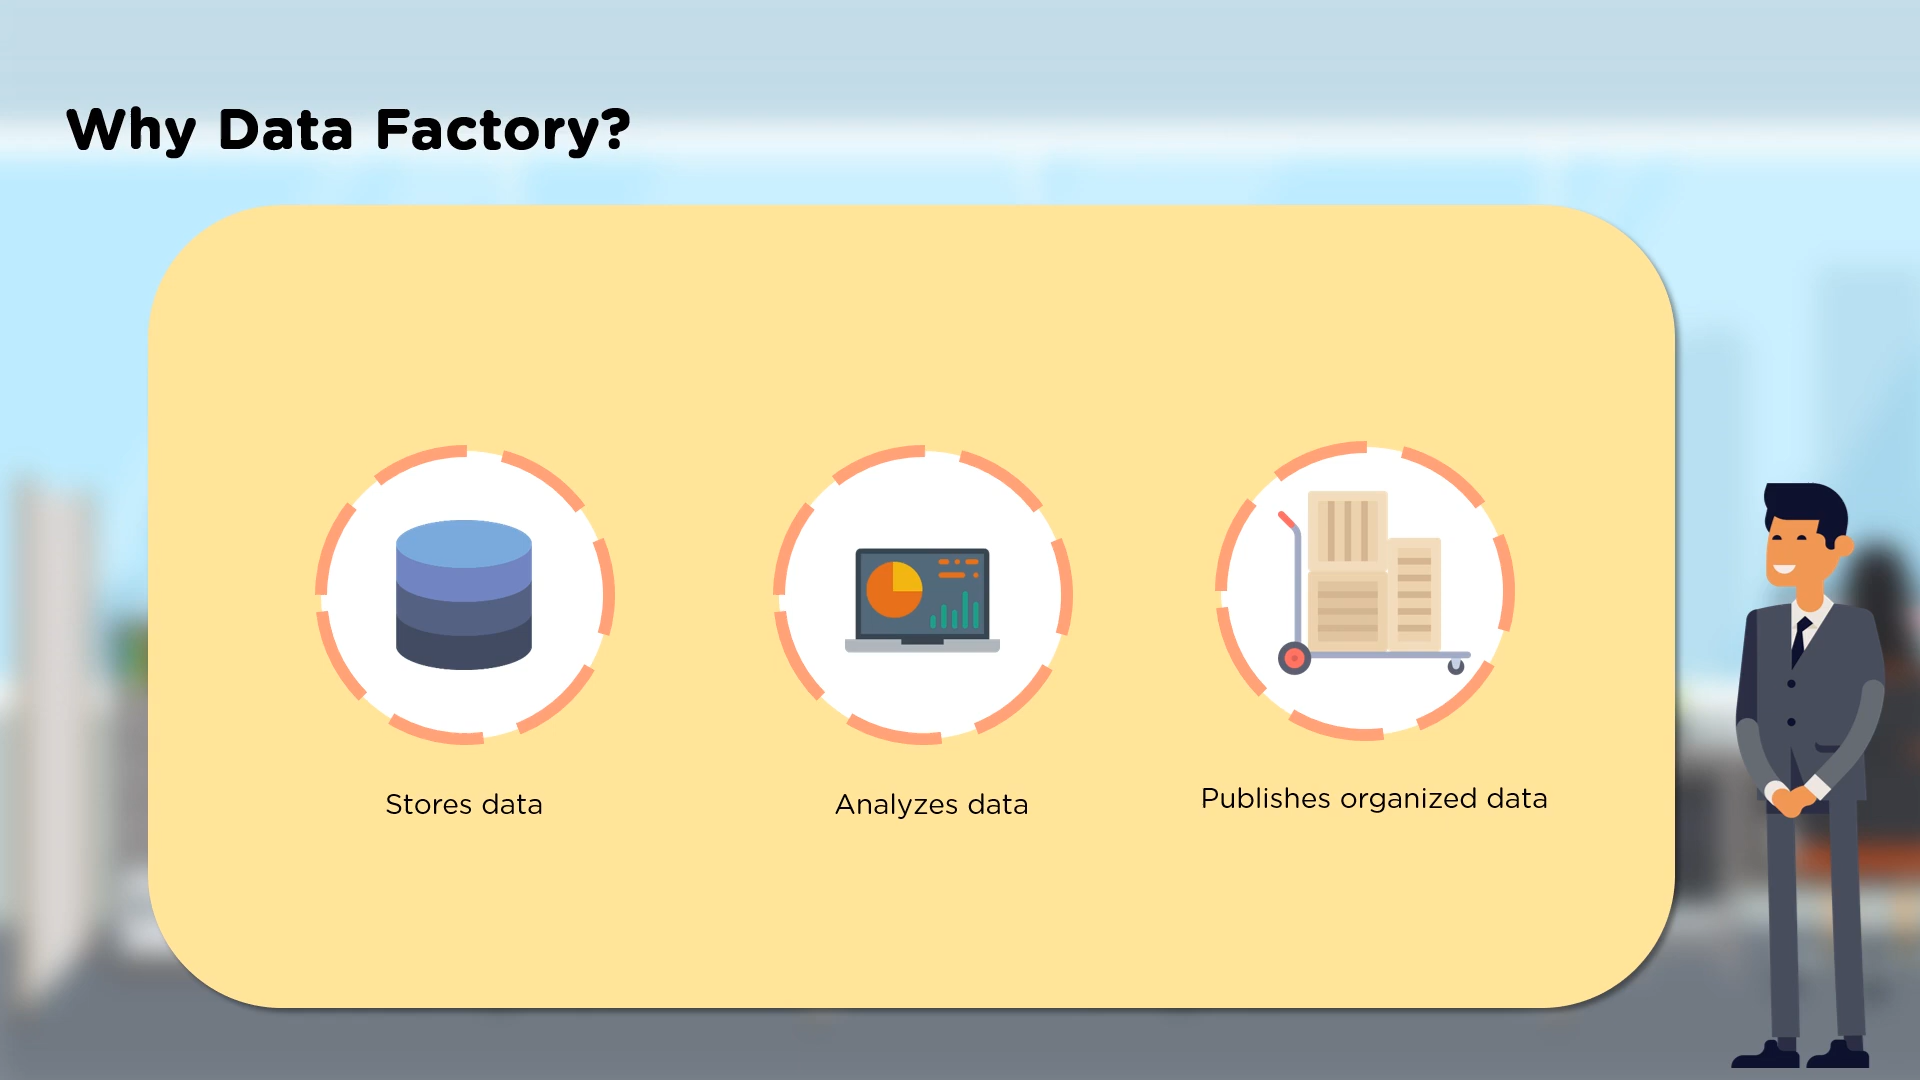 Why Data Factory?
Stores data
Analyzes data
Publishes organized data